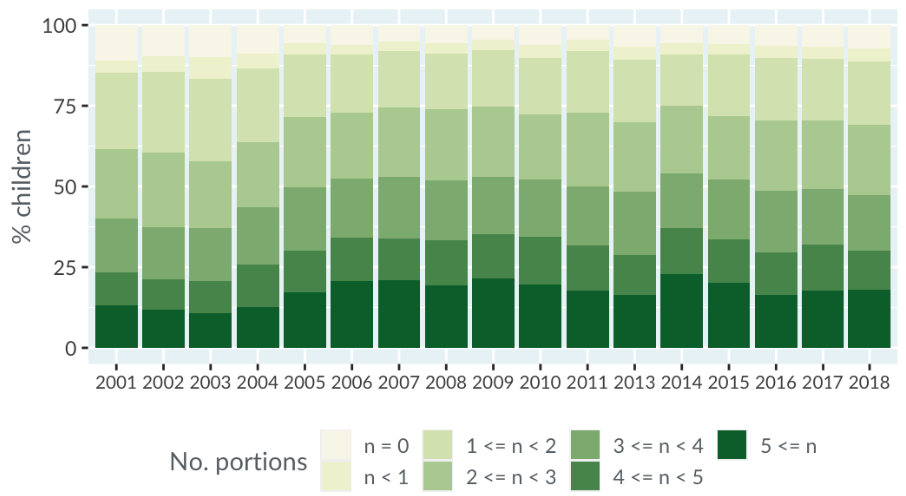 100
75
50
25
0
% children
2001 2002 2003 2004 2005 2006 2007 2008 2009 2010 2011 2013 2014 2015 2016 2017 2018
No. portions
n = 0 1 <= n < 2 3 <= n < 4 5 <= n
n < 1 2 <= n < 3 4 <= n < 5